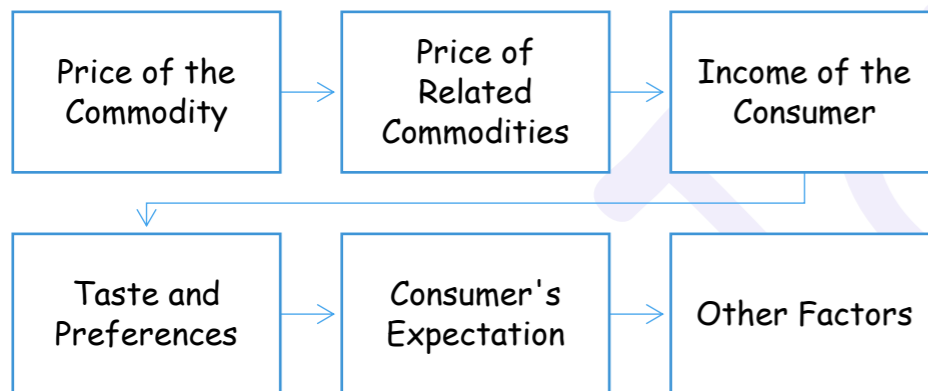 Price of the
Commodity
Price of
Related
Commodities
Income of the
Consumer
Taste and
Preferences
Consumer's
Expectation
Other Factors